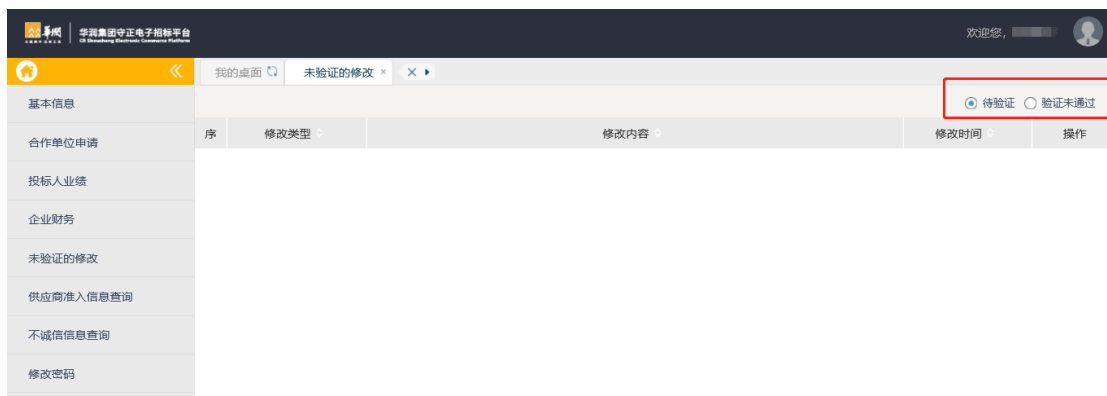 华润集团守正电子招标平台
CR Shouzheng Electronic Commerce Platform
欢迎您,
我的桌面 未验证的修改
待验证 验证未通过
序 修改类型 修改内容 修改时间 操作
基本信息
合作单位申请
投标人业绩
企业财务
未验证的修改
供应商准入信息查询
不诚信信息查询
修改密码